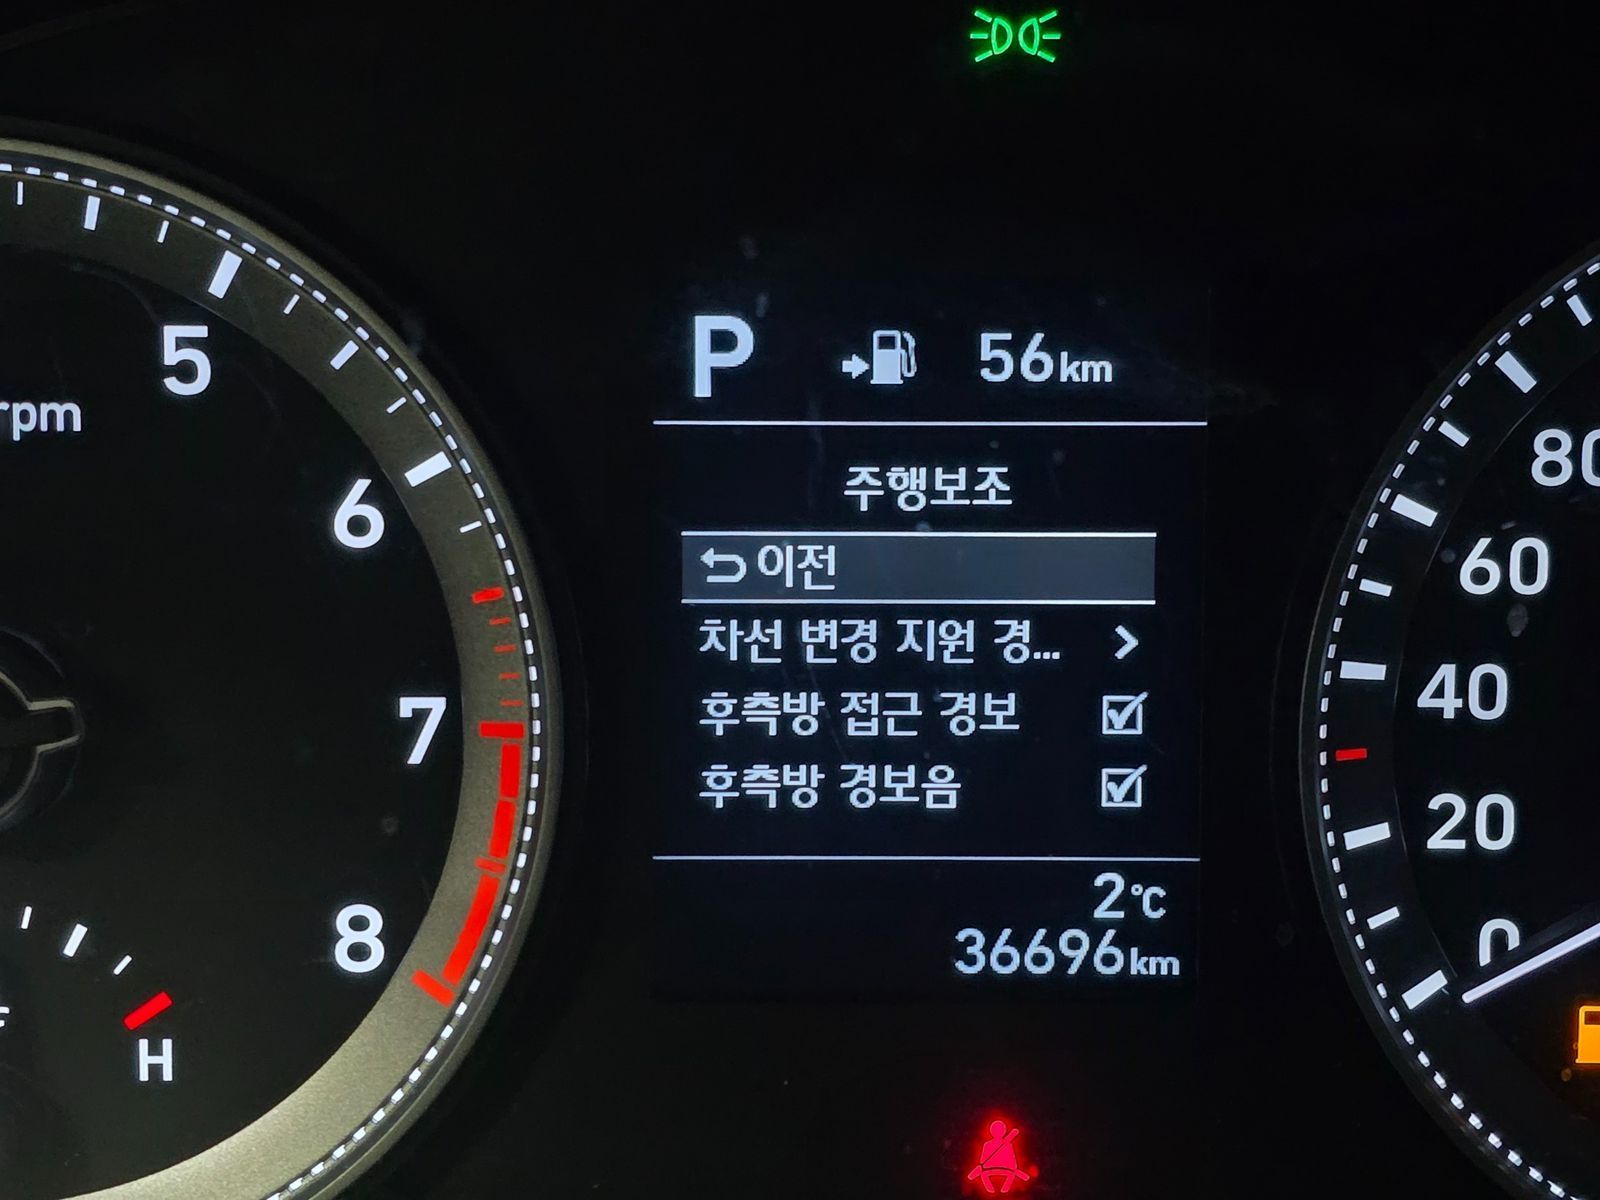 rpm
5
6
7
8
H
P 56km
주행보조
이전
차선 변경 지원 경...
후측방 접근 경보
후측방 경보음
2℃
36696km
80
60
40
20
0